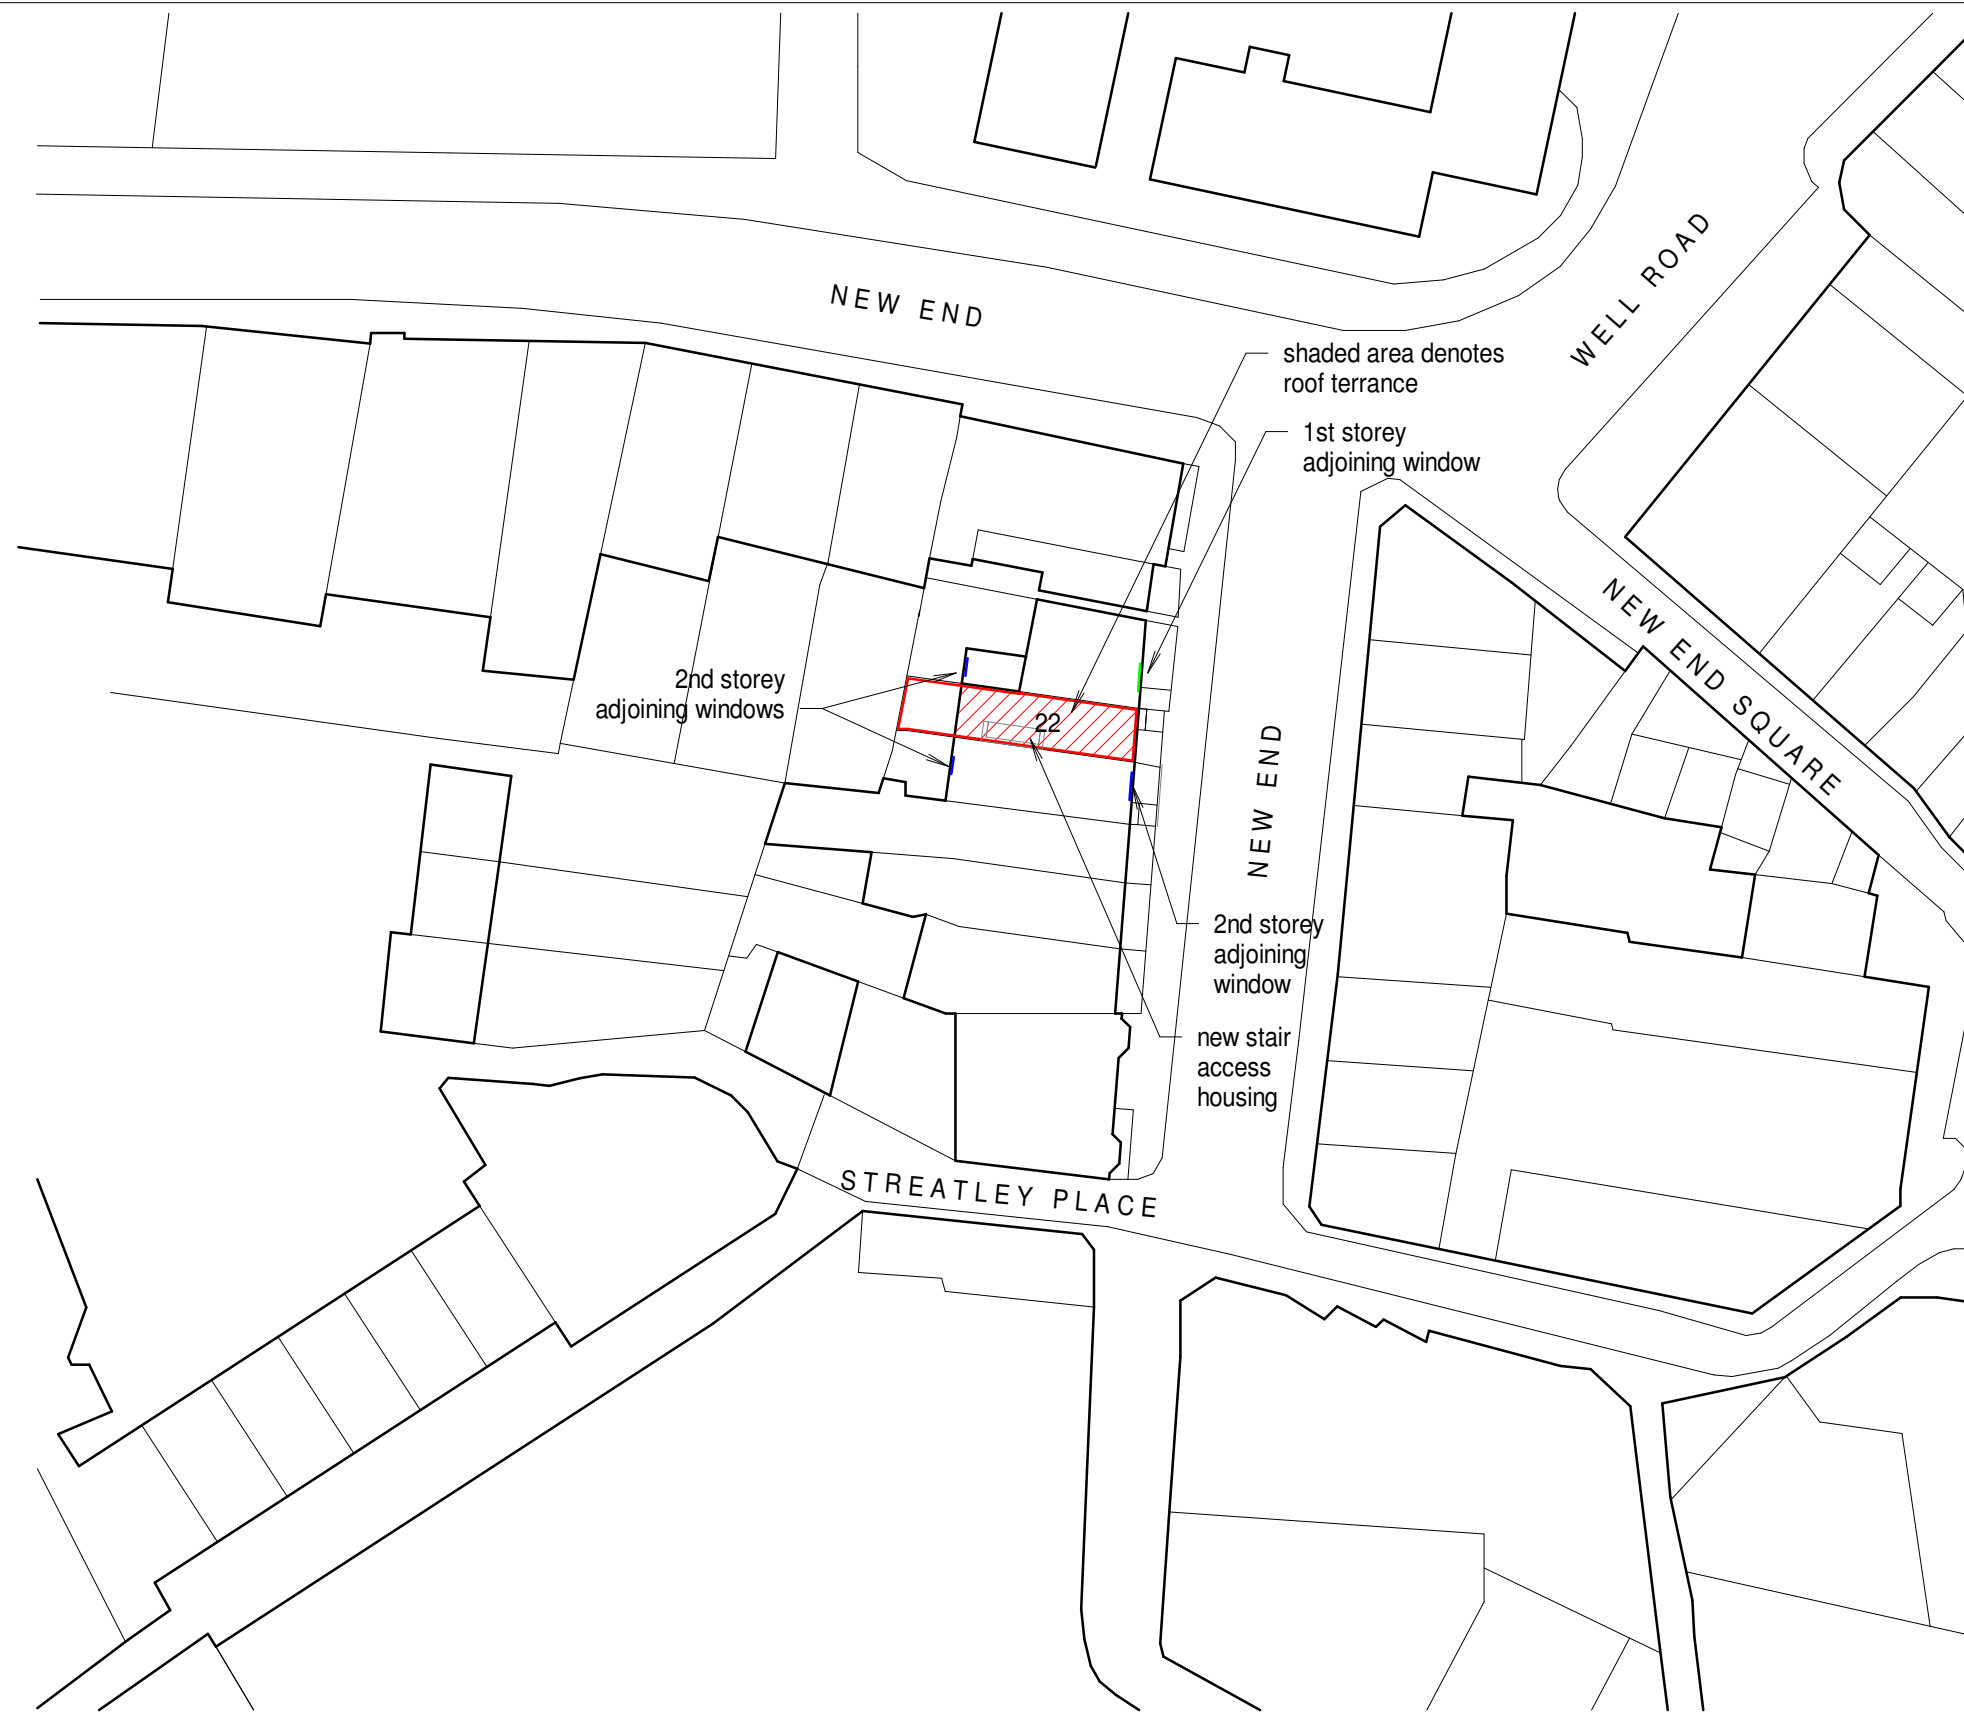 NEW END
WELL ROAD
shaded area denotes
roof terrance
1st storey
adjoining window
NEW END SQUARE
2nd storey
adjoining windows
22
NEW END
2nd storey
adjoining
window
new stair
access
housing
STREATLEY PLACE